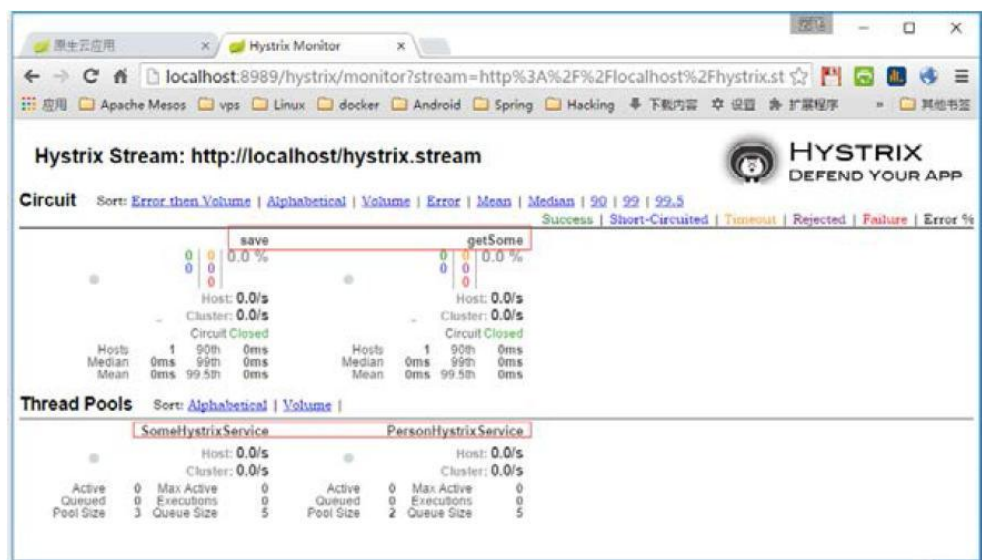 原生云应用 × Hystrix Monitor ×
localhost:8989/hystrix/monitor?stream=http%3A%2F%2Flocalhost%2Fhystrix.st
应用 Apache Mesos vps Linux docker Android Spring Hacking 下载内容 设置 扩展程序 » 其他书签
Hystrix Stream: http://localhost/hystrix.stream
HYSTRIX
DEFEND YOUR APP
Circuit Sort: Error then Volume | Alphabetical | Volume | Error | Mean | Median | 90 | 99 | 99.5
Success | Short-Circuited | Timeout | Rejected | Failure | Error %
save getSome
0 0 0.0 % 0 0 0.0 %
0 0 0 0
0 0
Host: 0.0/s Host: 0.0/s
Cluster: 0.0/s Cluster: 0.0/s
Circuit Closed Circuit Closed
Hosts 1 90th 0ms Hosts 1 90th 0ms
Median 0ms 99th 0ms Median 0ms 99th 0ms
Mean 0ms 99.5th 0ms Mean 0ms 99.5th 0ms
Thread Pools Sort: Alphabetical | Volume |
SomeHystrixService PersonHystrixService
Host: 0.0/s Host: 0.0/s
Cluster: 0.0/s Cluster: 0.0/s
Active 0 Max Active 0 Active 0 Max Active 0
Queued 0 Executions 0 Queued 0 Executions 0
Pool Size 3 Queue Size 5 Pool Size 2 Queue Size 5